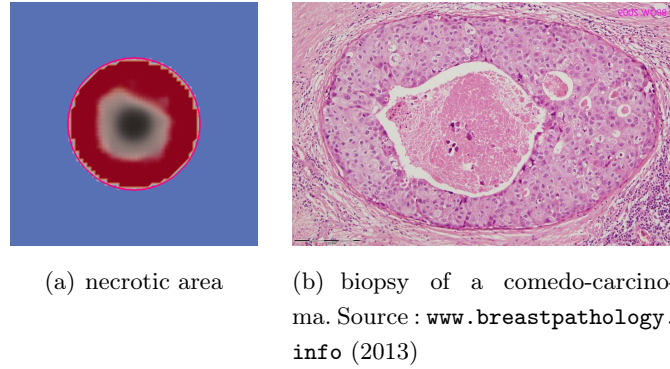 (a) necrotic area
(b) biopsy of a comedo-carcino-
ma. Source : www.breastpathology.
info (2013)